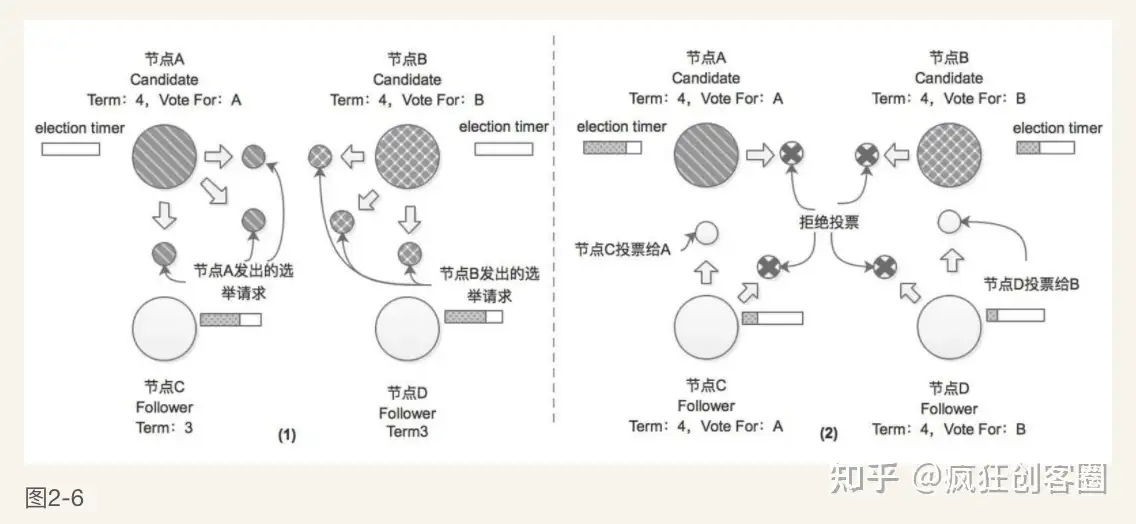 节点A
Candidate
Term：4，Vote For：A
election timer
节点B
Candidate
Term：4，Vote For：B
election timer
节点A发出的选
举请求
节点B发出的选
举请求
节点C
Follower
Term：3
(1)
节点D
Follower
Term3
节点A
Candidate
Term：4，Vote For：A
election timer
节点B
Candidate
Term：4，Vote For：B
election timer
拒绝投票
节点C投票给A
节点D投票给B
节点C
Follower
Term：4，Vote For：A
(2)
节点D
Follower
Term：4，Vote For：B
知乎 @疯狂创客圈
图2-6